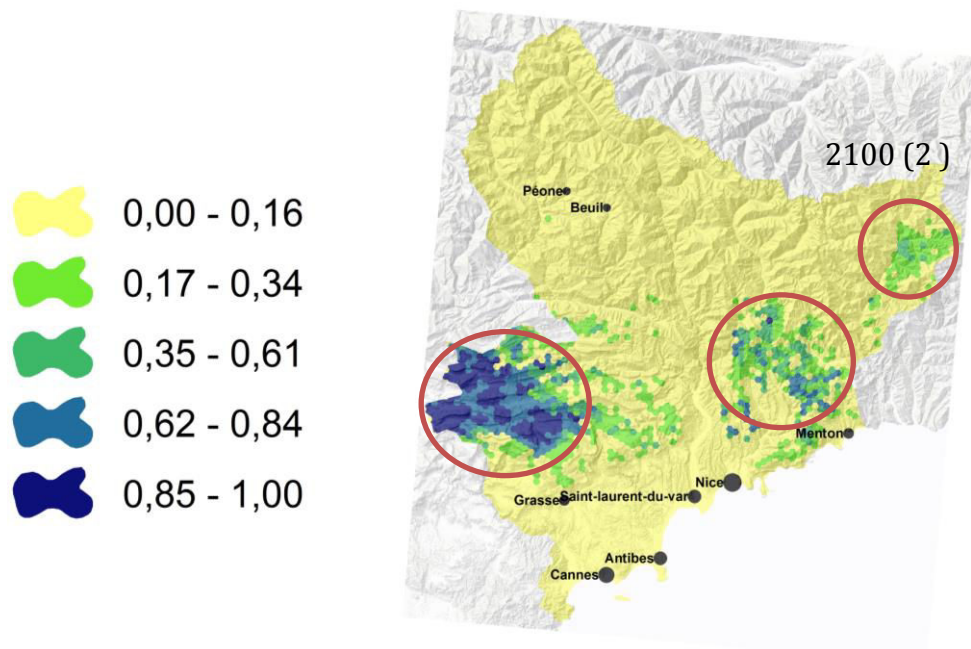 0,00 - 0,16
0,17 - 0,34
0,35 - 0,61
0,62 - 0,84
0,85 - 1,00
2100 (2 )
Péone
Beuil
Menton
Nice
Saint-laurent-du-var
Grasse
Antibes
Cannes